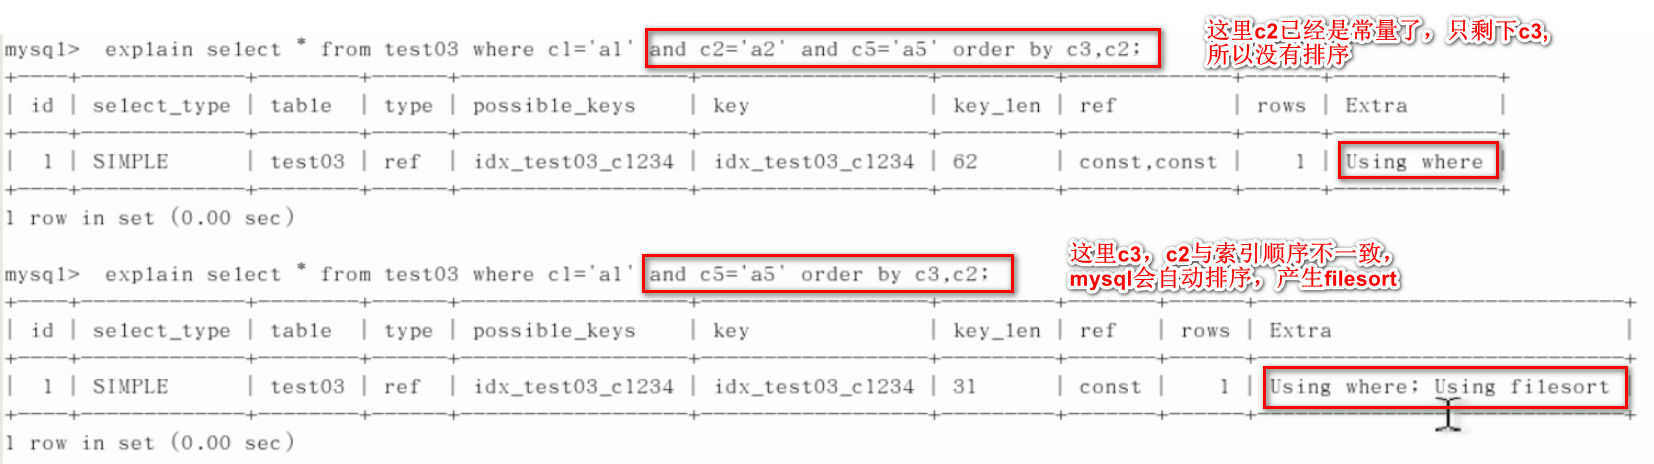 mysql> explain select * from test03 where c1='a1' and c2='a2' and c5='a5' order by c3,c2;
这里c2已经是常量了，只剩下c3,
所以没有排序
+----+-------------+--------+------+-----------------+-----------------+---------+-------------+------+-------------+
| id | select_type | table | type | possible_keys | key | key_len | ref | rows | Extra |
+----+-------------+--------+------+-----------------+-----------------+---------+-------------+------+-------------+
| 1 | SIMPLE | test03 | ref | idx_test03_c1234 | idx_test03_c1234 | 62 | const,const | 1 | Using where |
+----+-------------+--------+------+-----------------+-----------------+---------+-------------+------+-------------+
1 row in set (0.00 sec)
这里c3，c2与索引顺序不一致，
mysql会自动排序，产生filesort
mysql> explain select * from test03 where c1='a1' and c5='a5' order by c3,c2;
+----+-------------+--------+------+-----------------+-----------------+---------+-------+------+-----------------------------+
| id | select_type | table | type | possible_keys | key | key_len | ref | rows | Extra |
+----+-------------+--------+------+-----------------+-----------------+---------+-------+------+-----------------------------+
| 1 | SIMPLE | test03 | ref | idx_test03_c1234 | idx_test03_c1234 | 31 | const | 1 | Using where; Using filesort |
+----+-------------+--------+------+-----------------+-----------------+---------+-------+------+-----------------------------+
1 row in set (0.00 sec)